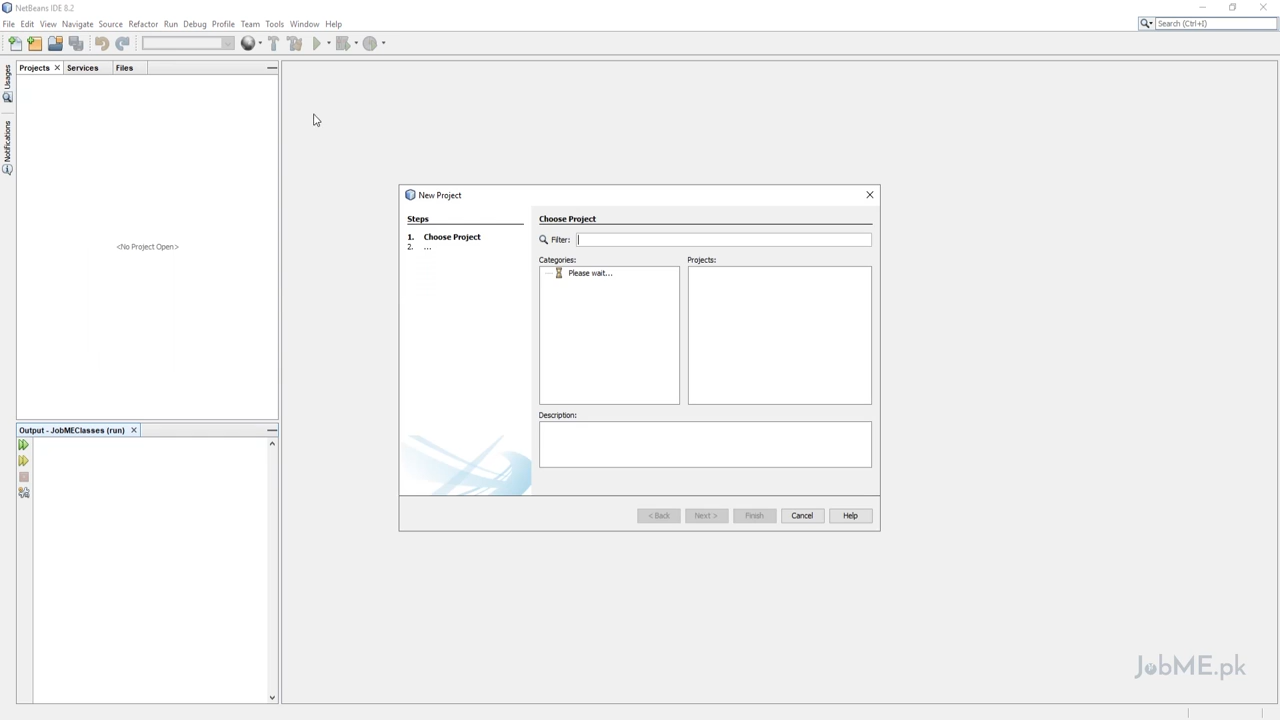 NetBeans IDE 8.2
File Edit View Navigate Source Refactor Run Debug Profile Team Tools Window Help
Search (Ctrl+I)
Usages
Notifications
Projects Services Files
<No Project Open>
Output - JobMEClasses (run)
New Project
Steps
1. Choose Project
2. ...
Choose Project
Filter:
Categories:
Projects:
Please wait...
Description:
< Back Next > Finish Cancel Help
JobME.pk